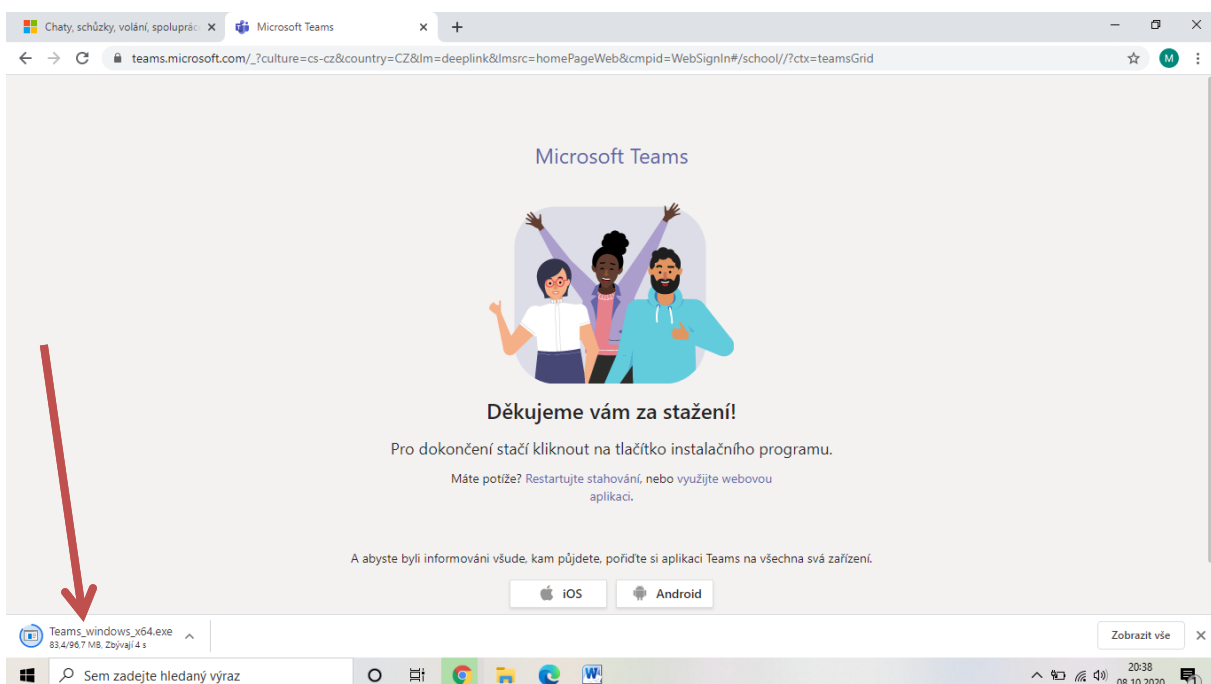 Chaty, schůzky, volání, spoluprác
Microsoft Teams
teams.microsoft.com/_?culture=cs-cz&country=CZ&lm=deeplink&lmsrc=homePageWeb&cmpid=WebSignIn#/school//?ctx=teamsGrid
M
Microsoft Teams
Děkujeme vám za stažení!
Pro dokončení stačí kliknout na tlačítko instalačního programu.
Máte potíže? Restartujte stahování, nebo využijte webovou
aplikaci.
A abyste byli informováni všude, kam půjdete, pořiďte si aplikaci Teams na všechna svá zařízení.
iOS
Android
Teams_windows_x64.exe
83,4/96,7 MB, Zbývají 4 s
Zobrazit vše
Sem zadejte hledaný výraz
W
20:38
08.10.2020
1